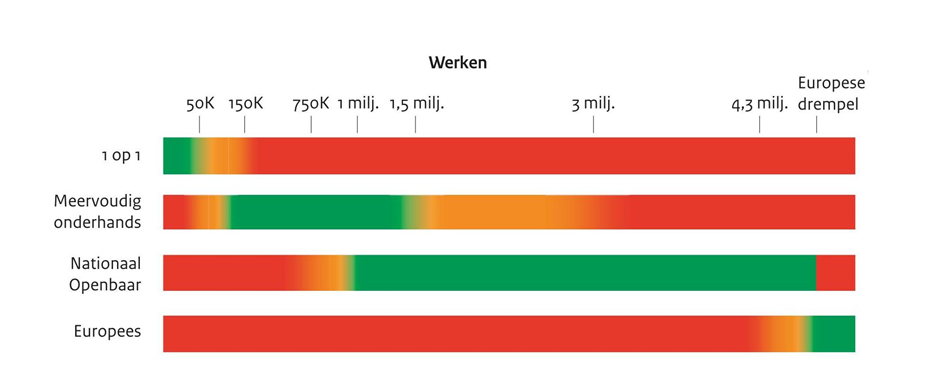 Werken
50K 150K 750K 1 milj. 1,5 milj. 3 milj. 4,3 milj. Europese
drempel
1 op 1
Meervoudig
onderhands
Nationaal
Openbaar
Europees